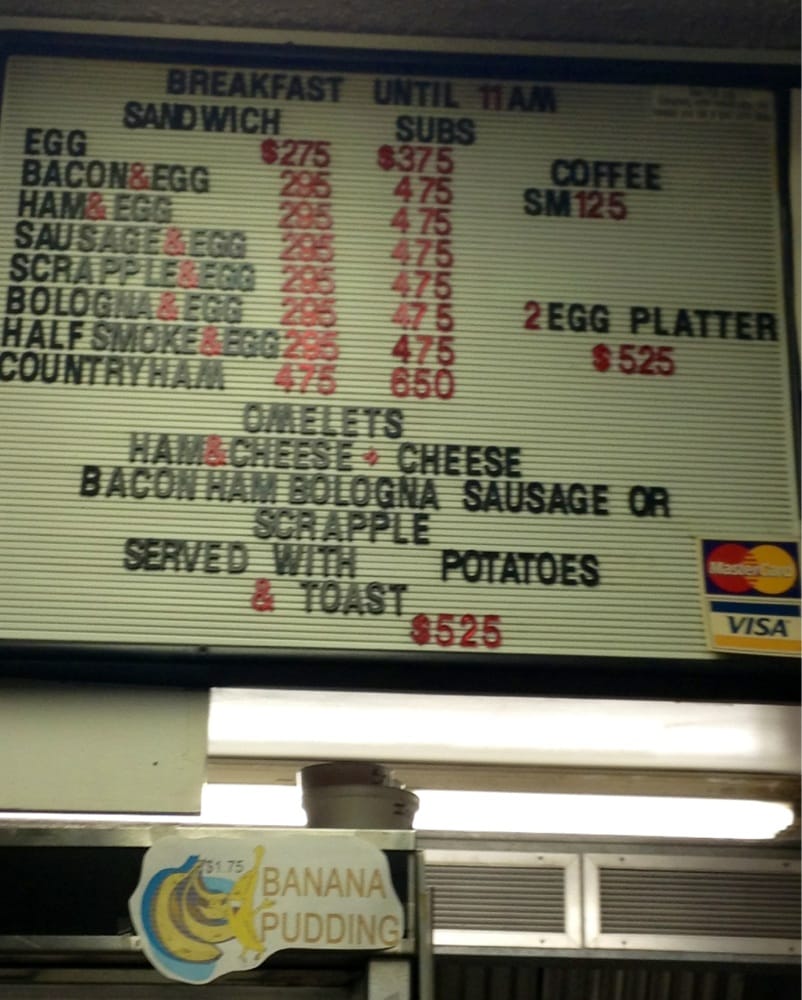 BREAKFAST UNTIL 11AM
SANDWICH SUBS
EGG $275 $375
BACON&EGG 295 475
HAM&EGG 295 475
SAUSAGE&EGG 295 475
SCRAPPLE&EGG 295 475
BOLOGNA&EGG 295 475
HALF SMOKE&EGG 295 475
COUNTRYHAM 475 650
COFFEE
SM125
2EGG PLATTER
$525
OMELETS
HAM&CHEESE + CHEESE
BACON HAM BOLOGNA SAUSAGE OR
SCRAPPLE
SERVED WITH POTATOES
& TOAST
$525
MasterCard
VISA
$1.75
BANANA
PUDDING